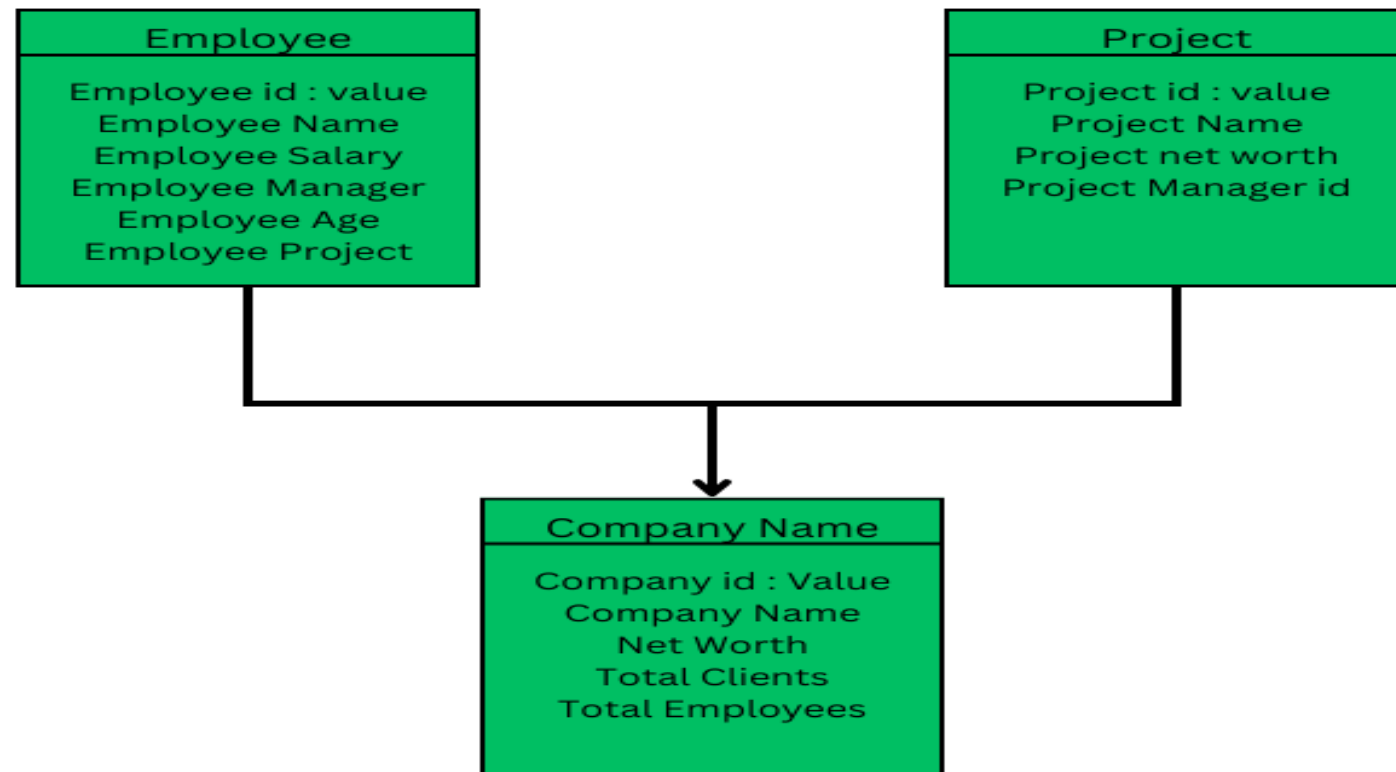 Employee
Employee id : value
Employee Name
Employee Salary
Employee Manager
Employee Age
Employee Project
Project
Project id : value
Project Name
Project net worth
Project Manager id
Company Name
Company id : Value
Company Name
Net Worth
Total Clients
Total Employees